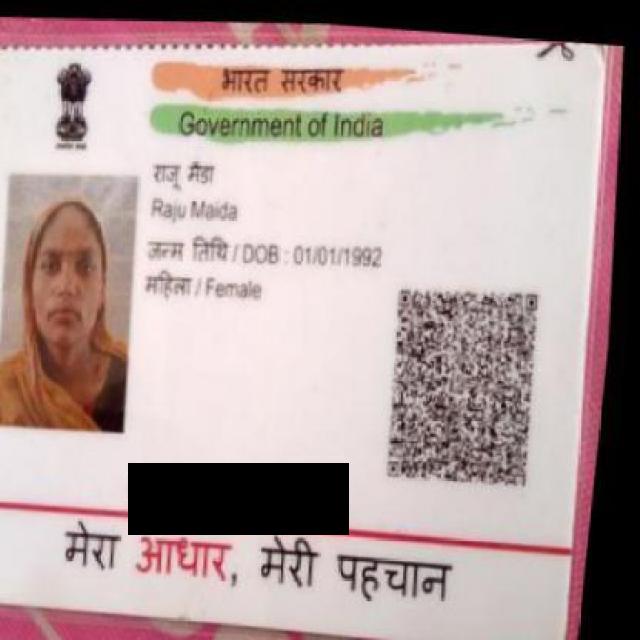 भारत सरकार
Government of India
राजू मैडा
Raju Maida
जन्म तिथि / DOB : 01/01/1992
महिला / Female
मेरा आधार, मेरी पहचान